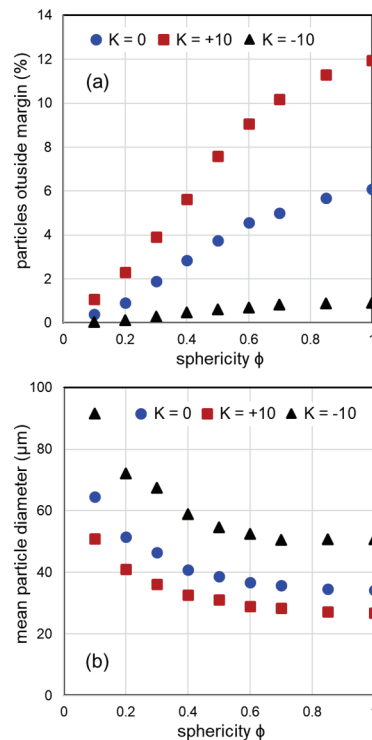 14
12
10
8
6
4
2
0
K = 0 K = +10 K = -10
(a)
particles otuside margin (%)
0 0.2 0.4 0.6 0.8 1
sphericity ϕ
100
80
60
40
20
0
K = 0 K = +10 K = -10
mean particle diameter (µm)
(b)
0 0.2 0.4 0.6 0.8 1
sphericity ϕ